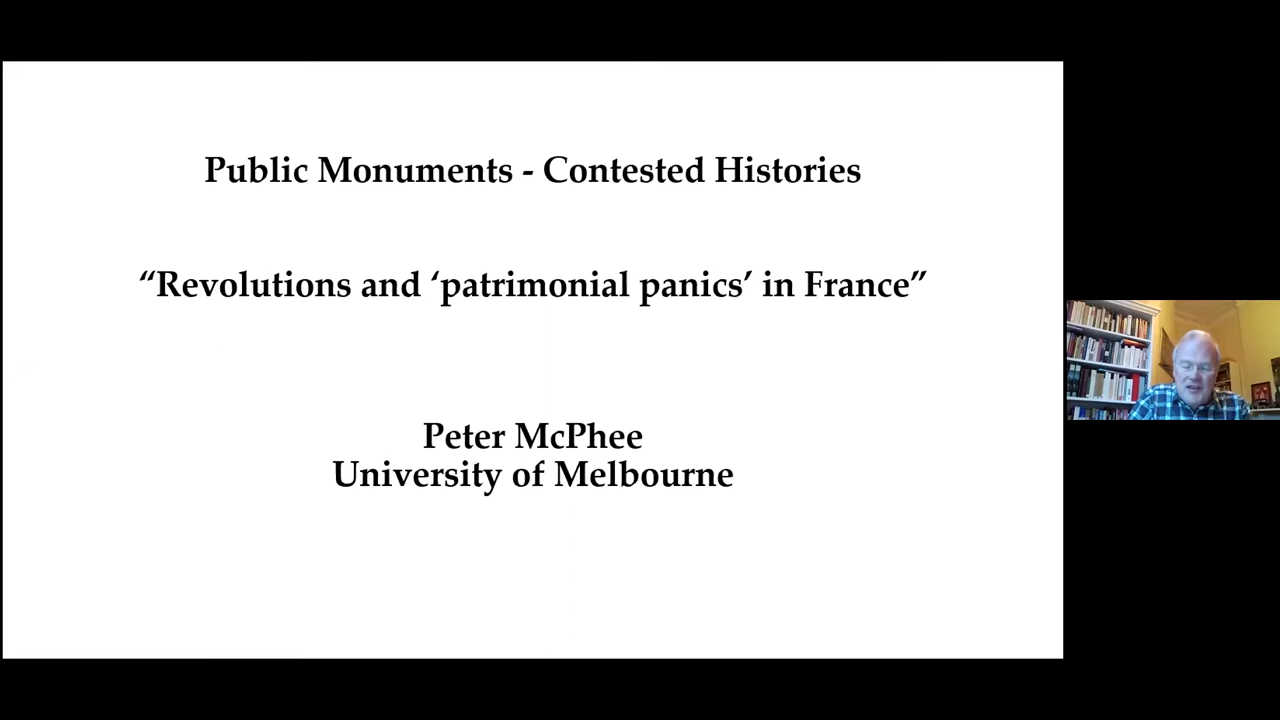 Public Monuments - Contested Histories
“Revolutions and ‘patrimonial panics’ in France”
Peter McPhee
University of Melbourne